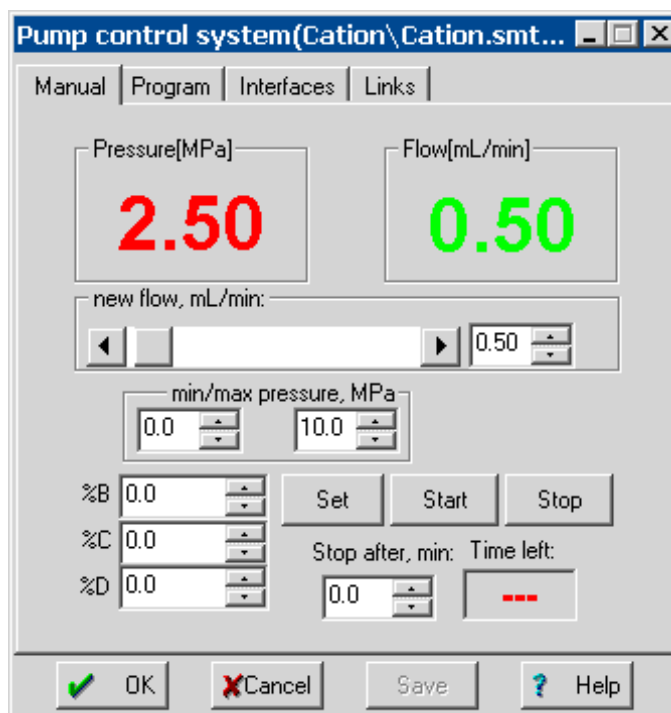 Pump control system(Cation\Cation.smt...
Manual Program Interfaces Links
Pressure[MPa] Flow[mL/min]
2.50 0.50
new flow, mL/min:
0.50
min/max pressure, MPa
0.0 10.0
%B 0.0 Set Start Stop
%C 0.0
Stop after, min: Time left:
%D 0.0 0.0 ---
OK Cancel Save ? Help